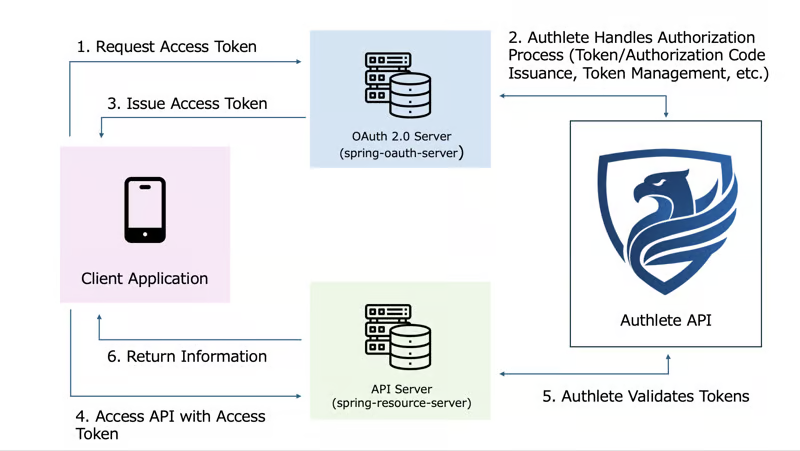 1. Request Access Token
2. Authlete Handles Authorization
Process (Token/Authorization Code
Issuance, Token Management, etc.)
3. Issue Access Token
OAuth 2.0 Server
(spring-oauth-server)
Client Application
Authlete API
6. Return Information
API Server
(spring-resource-server)
5. Authlete Validates Tokens
4. Access API with Access
Token